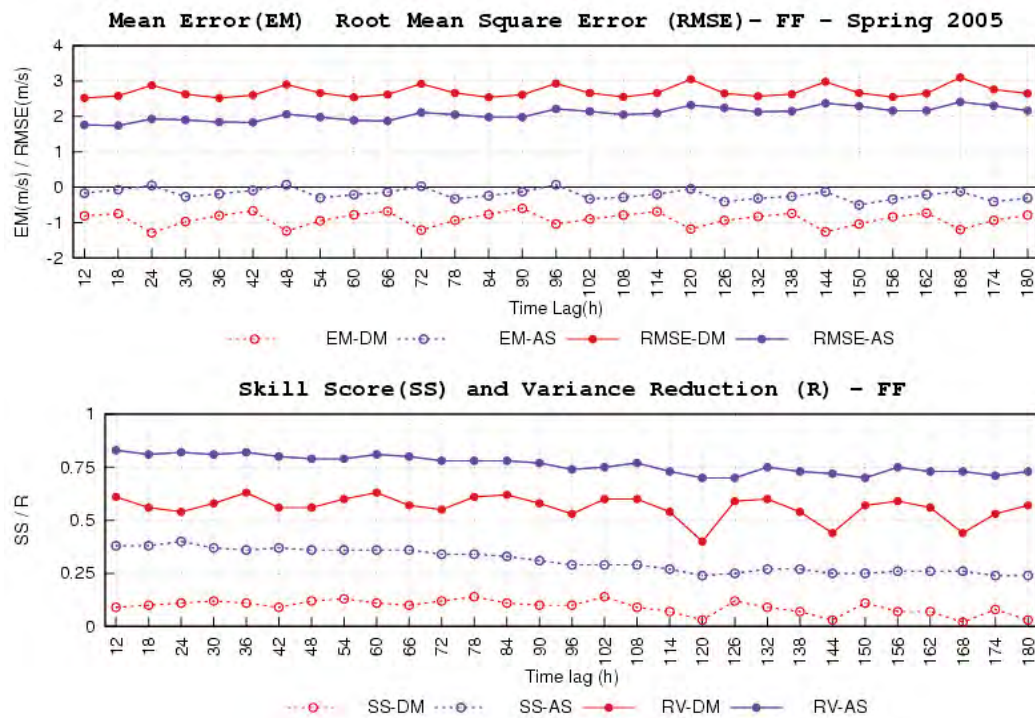 Mean Error(EM) Root Mean Square Error (RMSE)- FF - Spring 2005
EM(m/s) / RMSE(m/s)
4
3
2
1
0
-1
-2
12 18 24 30 36 42 48 54 60 66 72 78 84 90 96 102 108 114 120 126 132 138 144 150 156 162 168 174 180
Time Lag(h)
EM-DM EM-AS RMSE-DM RMSE-AS
Skill Score(SS) and Variance Reduction (R) - FF
SS / R
1
0.75
0.5
0.25
0
12 18 24 30 36 42 48 54 60 66 72 78 84 90 96 102 108 114 120 126 132 138 144 150 156 162 168 174 180
Time lag (h)
SS-DM SS-AS RV-DM RV-AS